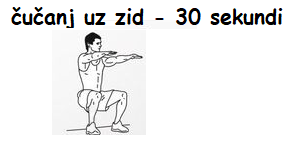 čučanj uz zid - 30 sekundi